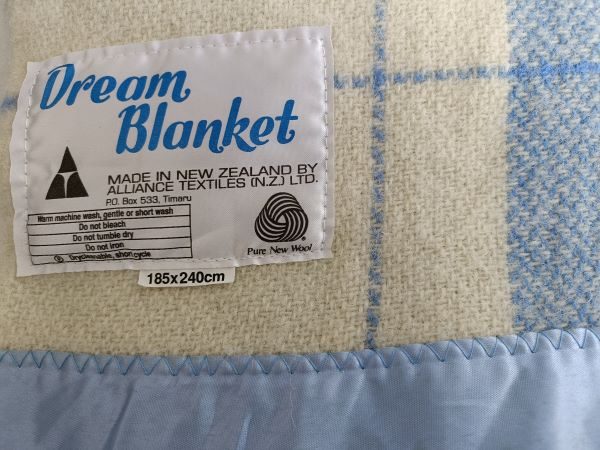 Dream
Blanket
MADE IN NEW ZEALAND BY
ALLIANCE TEXTILES (N.Z.) LTD.
P.O. Box 533, Timaru
Warm machine wash, gentle or short wash
Do not bleach
Do not tumble dry
Do not iron
Drycleanable, short cycle
Pure New Wool
185x240cm